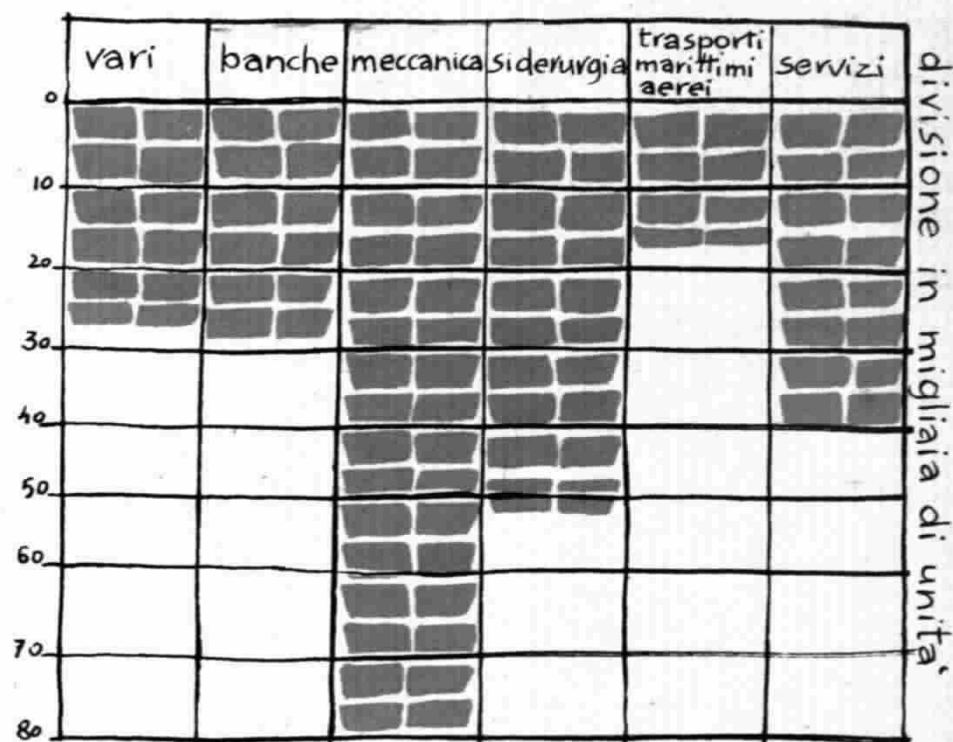 vari
banche
meccanica
siderurgia
trasporti
marittimi
aerei
servizi
0
10
20
30
40
50
60
70
80
divisione in migliaia di unità